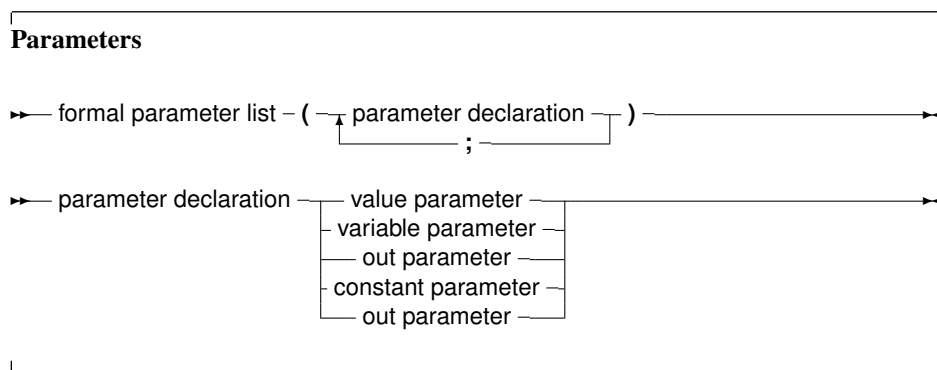 Parameters
formal parameter list ( parameter declaration )
;
parameter declaration value parameter
variable parameter
out parameter
constant parameter
out parameter